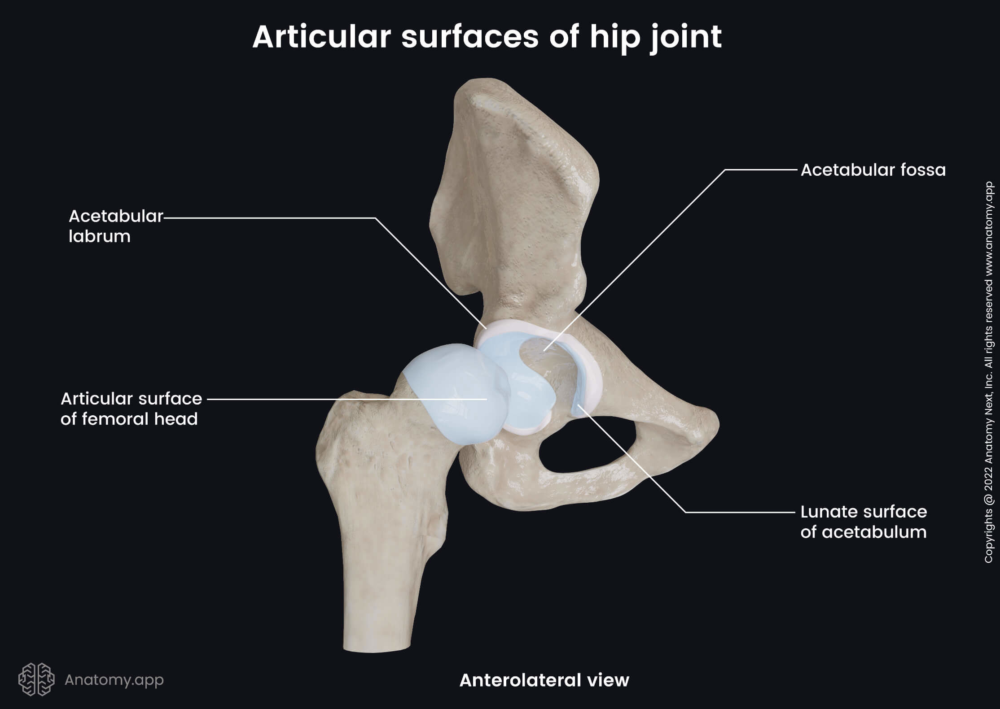 Articular surfaces of hip joint
Acetabular fossa
Acetabular
labrum
Articular surface
of femoral head
Lunate surface
of acetabulum
Copyrights @ 2022 Anatomy Next, Inc. All rights reserved www.anatomy.app
Anatomy.app
Anterolateral view